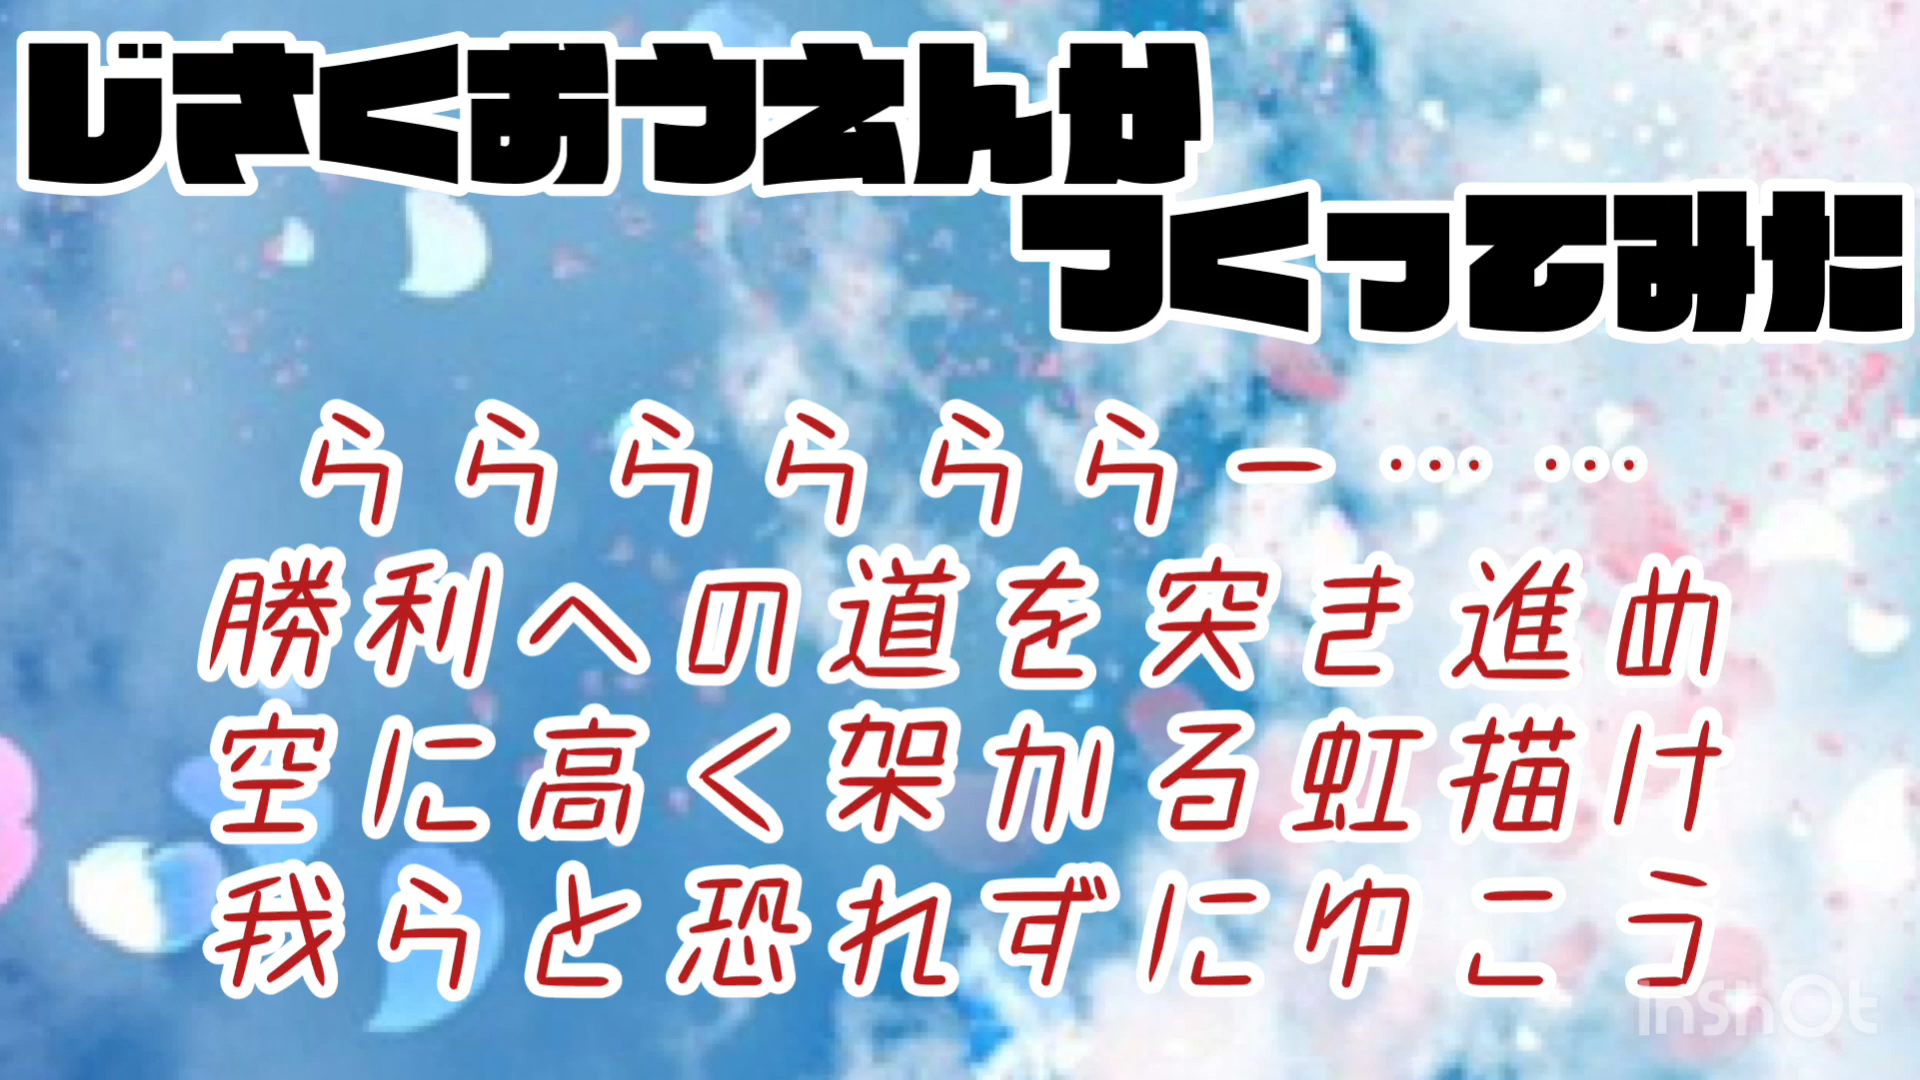 じさくおうえんか
つくってみた
らららららら－……
勝利への道を突き進め
空に高く架かる虹描け
我らと恐れずにゆこう
InShOt